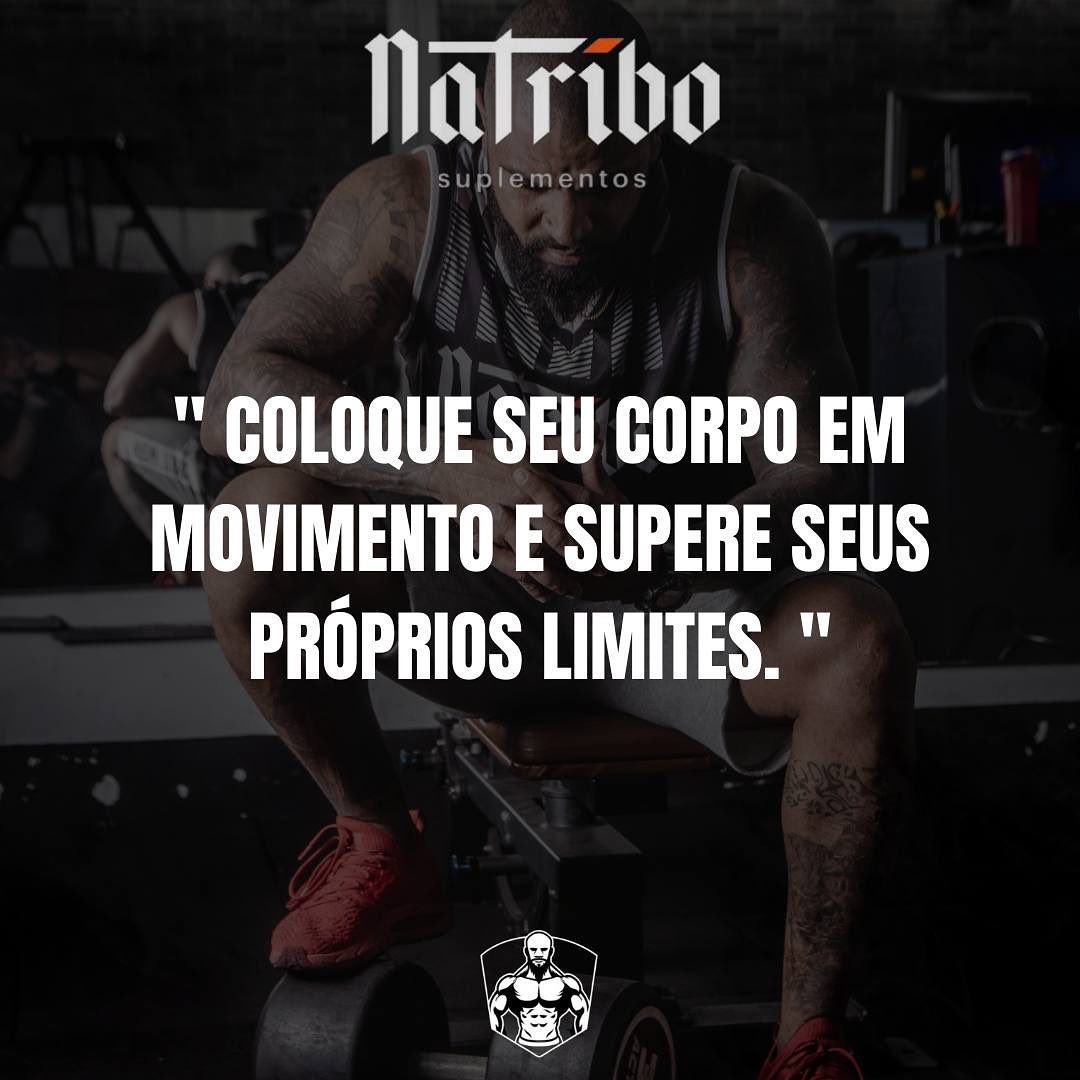 NaTribo
suplementos
" COLOQUE SEU CORPO EM
MOVIMENTO E SUPERE SEUS
PRÓPRIOS LIMITES. "